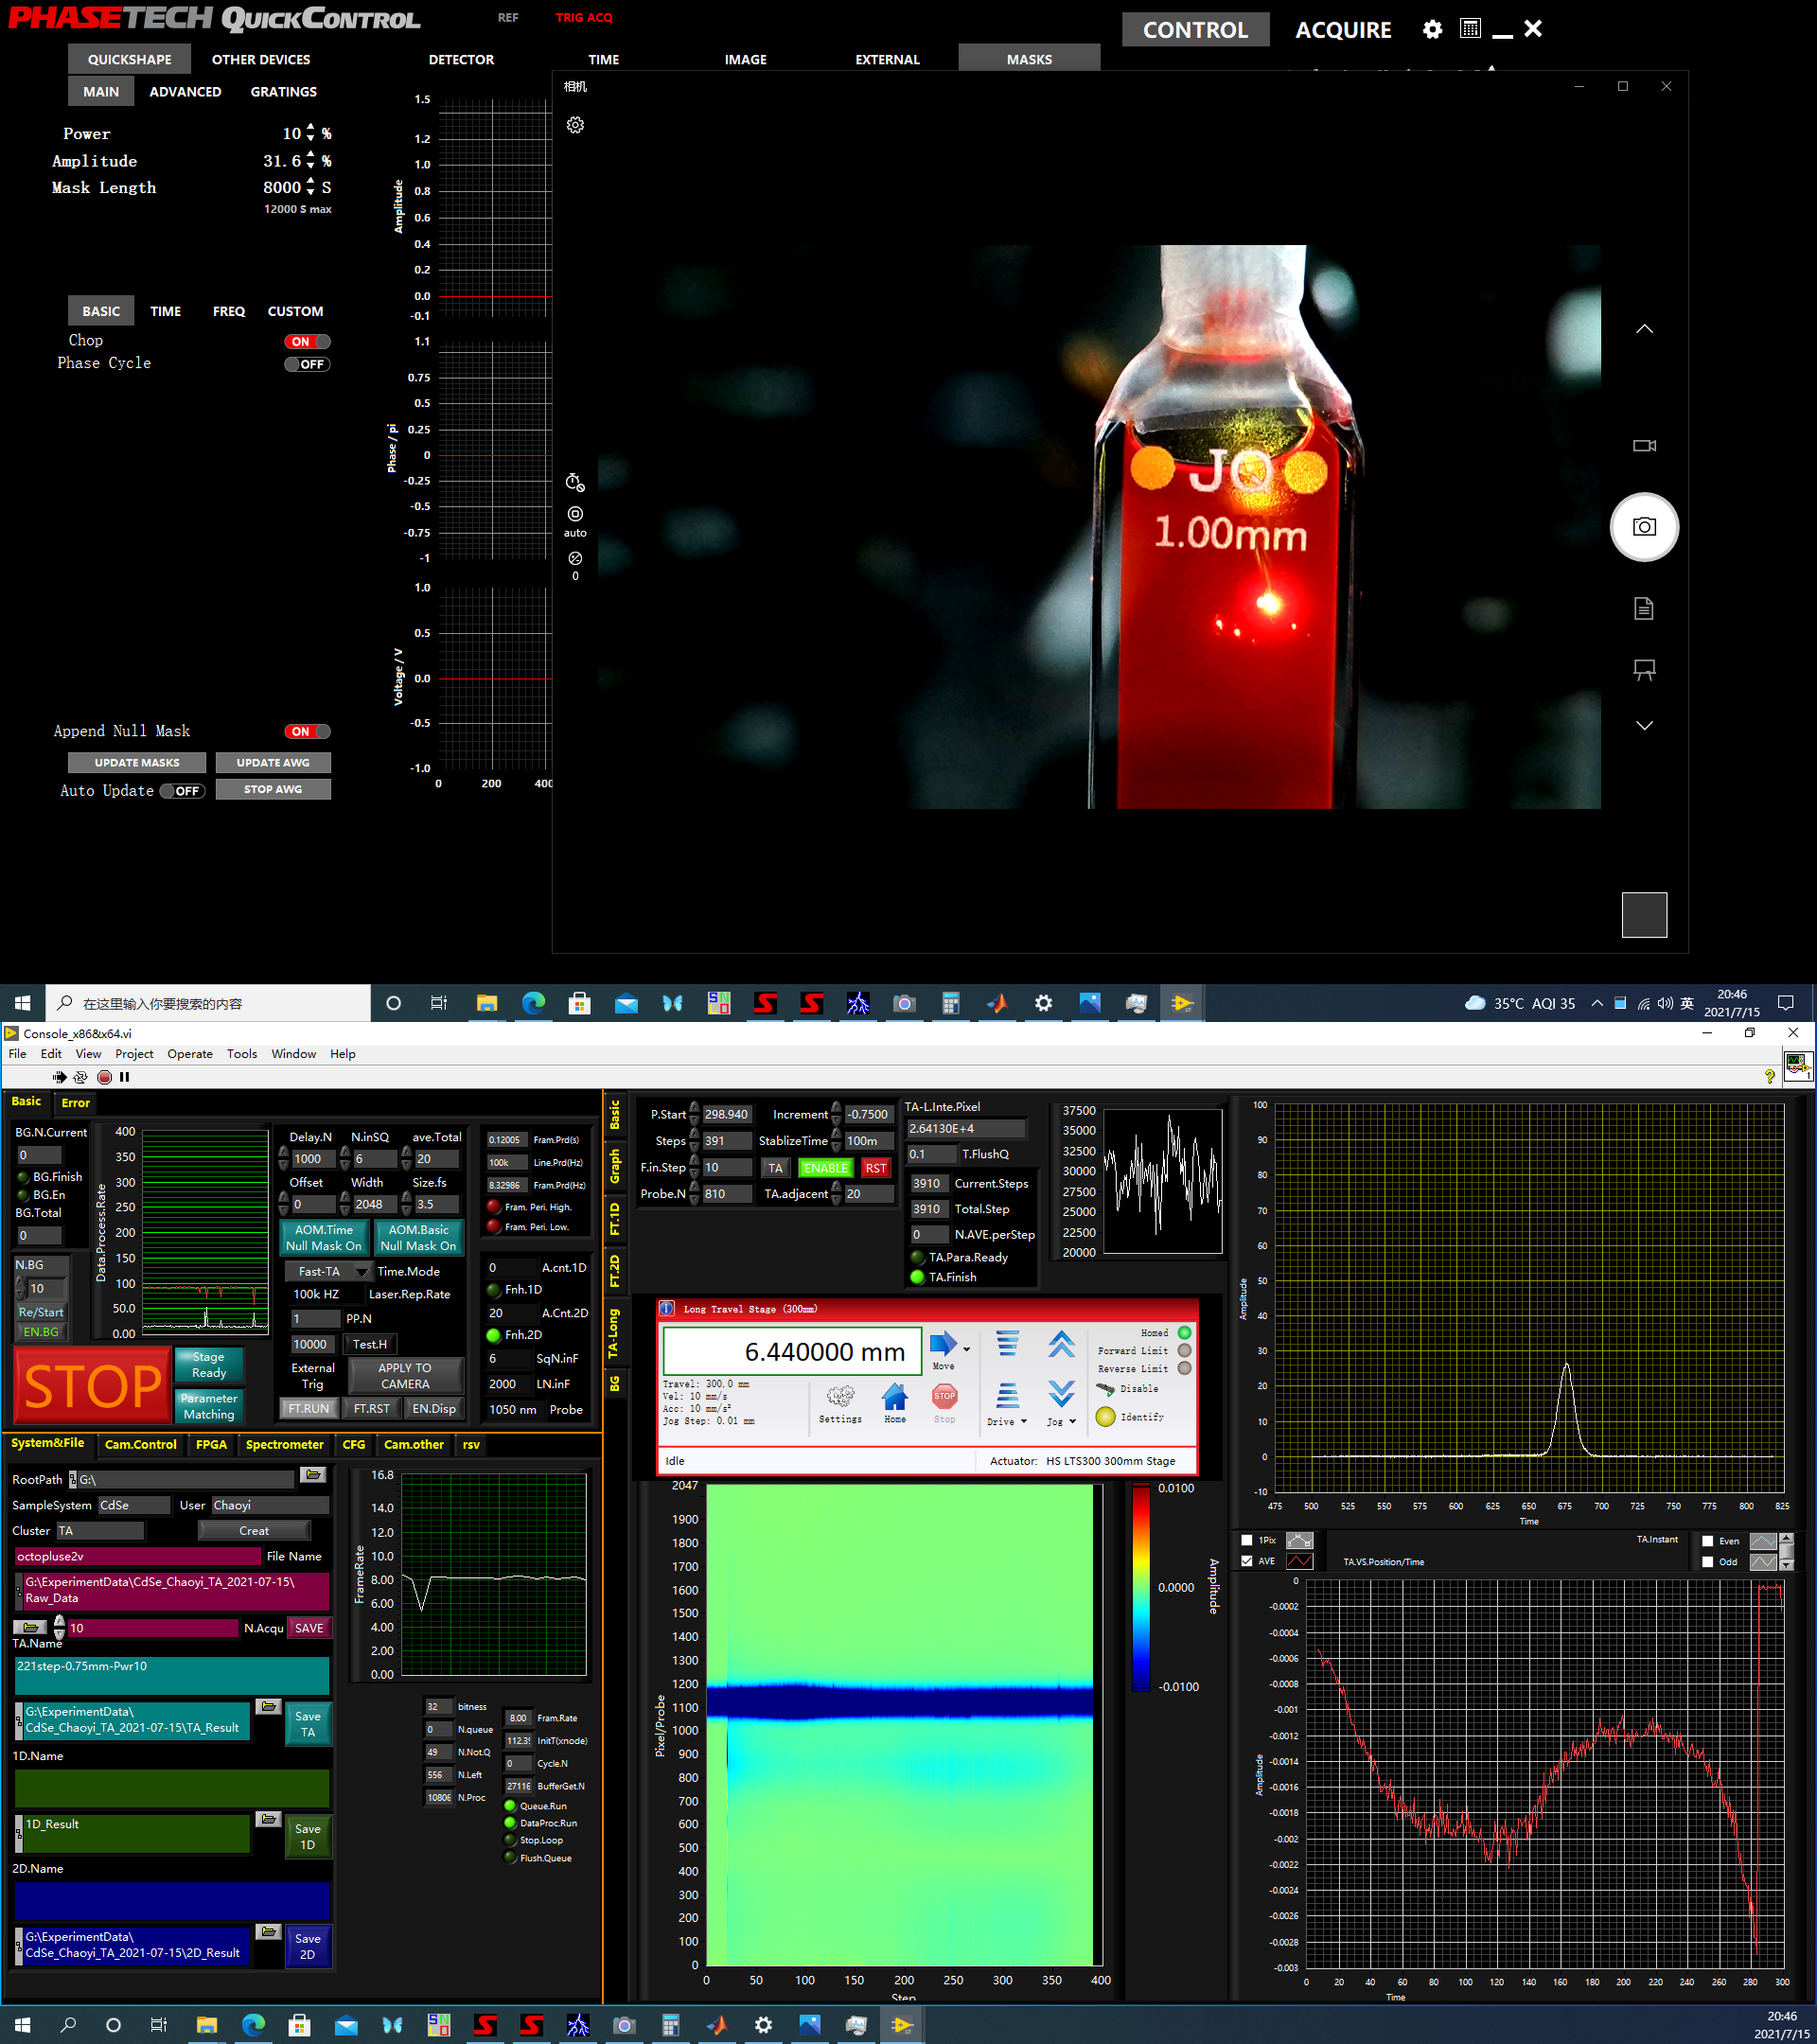 PHASETECH QUICKCONTROL
REF
TRIG ACQ
CONTROL
ACQUIRE
QUICKSHAPE
OTHER DEVICES
DETECTOR
TIME
IMAGE
EXTERNAL
MASKS
MAIN
ADVANCED
GRATINGS
Power 10 %
Amplitude 31.6 %
Mask Length 8000 S
12000 S max
BASIC
TIME
FREQ
CUSTOM
Chop ON
Phase Cycle OFF
Append Null Mask ON
UPDATE MASKS
UPDATE AWG
Auto Update OFF
STOP AWG
1.5
1.2
1.0
0.8
0.6
0.4
0.2
0.0
-0.1
Amplitude
1.1
0.75
0.5
0.25
0
-0.25
-0.5
-0.75
-1
Phase / pi
1.0
0.5
0.0
-0.5
-1.0
Voltage / V
0 200 400
相机
auto
0
JQ
1.00mm
在这里输入你要搜索的内容
35°C AQI 35
英
20:46
2021/7/15
Console_x86&x64.vi
File Edit View Project Operate Tools Window Help
Basic
Error
BG.N.Current
0
BG.Finish
BG.En
BG.Total
0
N.BG
10
Re/Start
EN.BG
400
350
300
250
200
150
100
50.0
0.00
Data.Process.Rate
Delay.N N.inSQ ave.Total
1000 6 20
Offset Width Size.fs
0 2048 3.5
AOM.Time
Null Mask On
AOM.Basic
Null Mask On
Fast-TA Time.Mode
100k HZ Laser.Rep.Rate
1 PP.N
10000 Test.H
External
Trig
APPLY TO
CAMERA
FT.RUN FT.RST EN.Disp
0.12005 Fram.Prd(s)
100k Line.Prd(Hz)
8.32986 Fram.Prd(Hz)
Fram. Peri. High.
Fram. Peri. Low.
0 A.cnt.1D
Fnh.1D
20 A.Cnt.2D
Fnh.2D
6 SqN.inF
2000 LN.inF
1050 nm Probe
STOP
Stage
Ready
Parameter
Matching
System&File Cam.Control FPGA Spectrometer CFG Cam.other rsv
RootPath G:\
SampleSystem CdSe User Chaoyi
Cluster TA Creat
octopluse2v File Name
G:\ExperimentData\CdSe_Chaoyi_TA_2021-07-15\
Raw_Data
10 N.Acqu SAVE
TA.Name
221step-0.75mm-Pwr10
G:\ExperimentData\
CdSe_Chaoyi_TA_2021-07-15\TA_Result
Save
TA
1D.Name
1D_Result
Save
1D
2D.Name
G:\ExperimentData\
CdSe_Chaoyi_TA_2021-07-15\2D_Result
Save
2D
16.8
14.0
12.0
10.0
8.00
6.00
4.00
2.00
0.00
FrameRate
32 bitness
0 N.queue
49 N.Not.Q
556 N.Left
10806 N.Proc
8.00 Fram.Rate
112.35 InitT(xnode)
0 Cycle.N
27116 BufferGet.N
Queue.Run
DataProc.Run
Stop.Loop
Flush.Queue
Basic
Graph
FT.1D
FT.2D
TA-Long
BG
P.Start 298.940 Increment -0.7500
Steps 391 StablizeTime 100m
F.in.Step 10 TA ENABLE RST
Probe.N 810 TA.adjacent 20
TA-L.Inte.Pixel
2.64130E+4
0.1 T.FlushQ
3910 Current.Steps
3910 Total.Step
0 N.AVE.perStep
TA.Para.Ready
TA.Finish
37500
35000
32500
30000
27500
25000
22500
20000
Long Travel Stage (300mm)
6.440000 mm
Move
Travel: 300.0 mm
Vel: 10 mm/s
Acc: 10 mm/s²
Jog Step: 0.01 mm
Settings
Home
STOP
Stop
Drive
Jog
Homed
Forward Limit
Reverse Limit
Disable
Identify
Idle
Actuator: HS LTS300 300mm Stage
2047
1900
1800
1700
1600
1500
1400
1300
1200
1100
1000
900
800
700
600
500
400
300
200
100
0
Pixel/Probe
0 50 100 150 200 250 300 350 400
Step
0.0100
0.0000
-0.0100
Amplitude
100
90
80
70
60
50
40
30
20
10
0
-10
Amplitude
475 500 525 550 575 600 625 650 675 700 725 750 775 800 825
Time
1Pix
AVE
TA.VS.Position/Time
TA.Instant
Even
Odd
0
-0.0002
-0.0004
-0.0006
-0.0008
-0.001
-0.0012
-0.0014
-0.0016
-0.0018
-0.002
-0.0022
-0.0024
-0.0026
-0.0028
-0.003
Amplitude
0 20 40 60 80 100 120 140 160 180 200 220 240 260 280 300
Time
20:46
2021/7/15